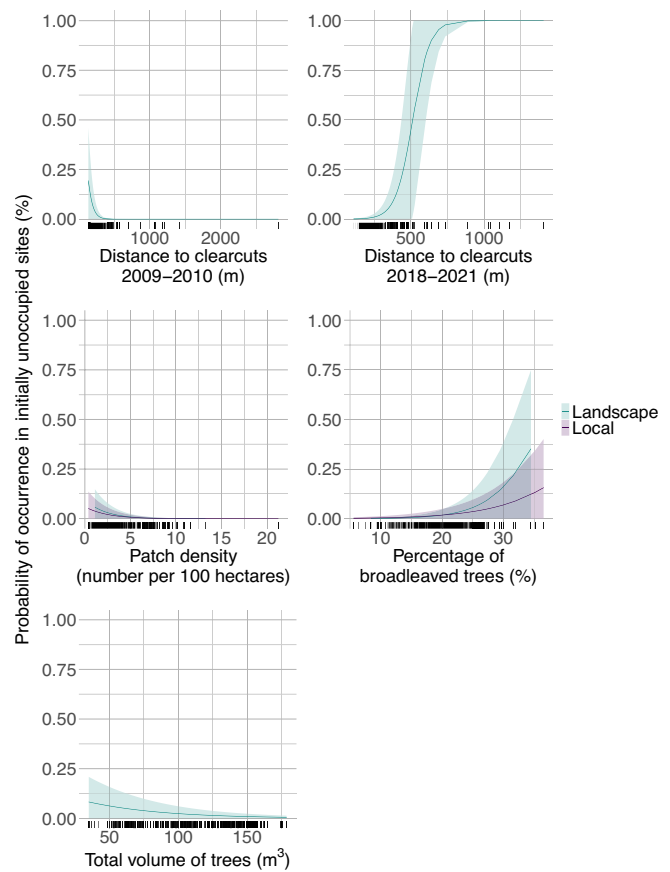 Probability of occurrence in initially unoccupied sites (%)
1.00
0.75
0.50
0.25
0.00
1000 2000
Distance to clearcuts
2009−2010 (m)
1.00
0.75
0.50
0.25
0.00
500 1000
Distance to clearcuts
2018−2021 (m)
1.00
0.75
0.50
0.25
0.00
0 5 10 15 20
Patch density
(number per 100 hectares)
1.00
0.75
0.50
0.25
0.00
10 20 30
Percentage of
broadleaved trees (%)
Landscape
Local
1.00
0.75
0.50
0.25
0.00
50 100 150
Total volume of trees (m³)